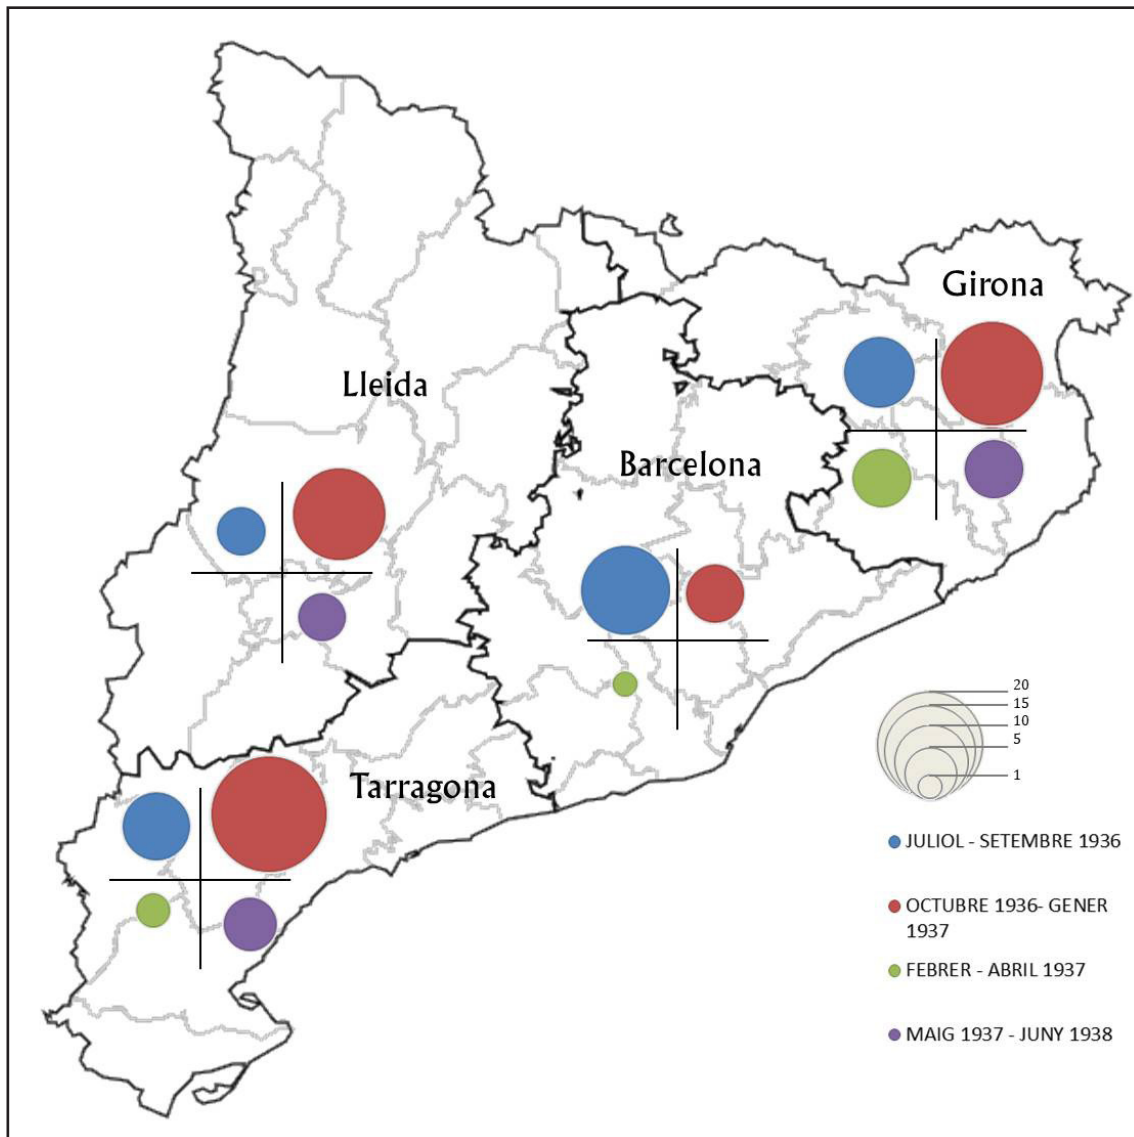 Girona
Lleida
Barcelona
Tarragona
20
15
10
5
1
JULIOL - SETEMBRE 1936
OCTUBRE 1936- GENER
1937
FEBRER - ABRIL 1937
MAIG 1937 - JUNY 1938